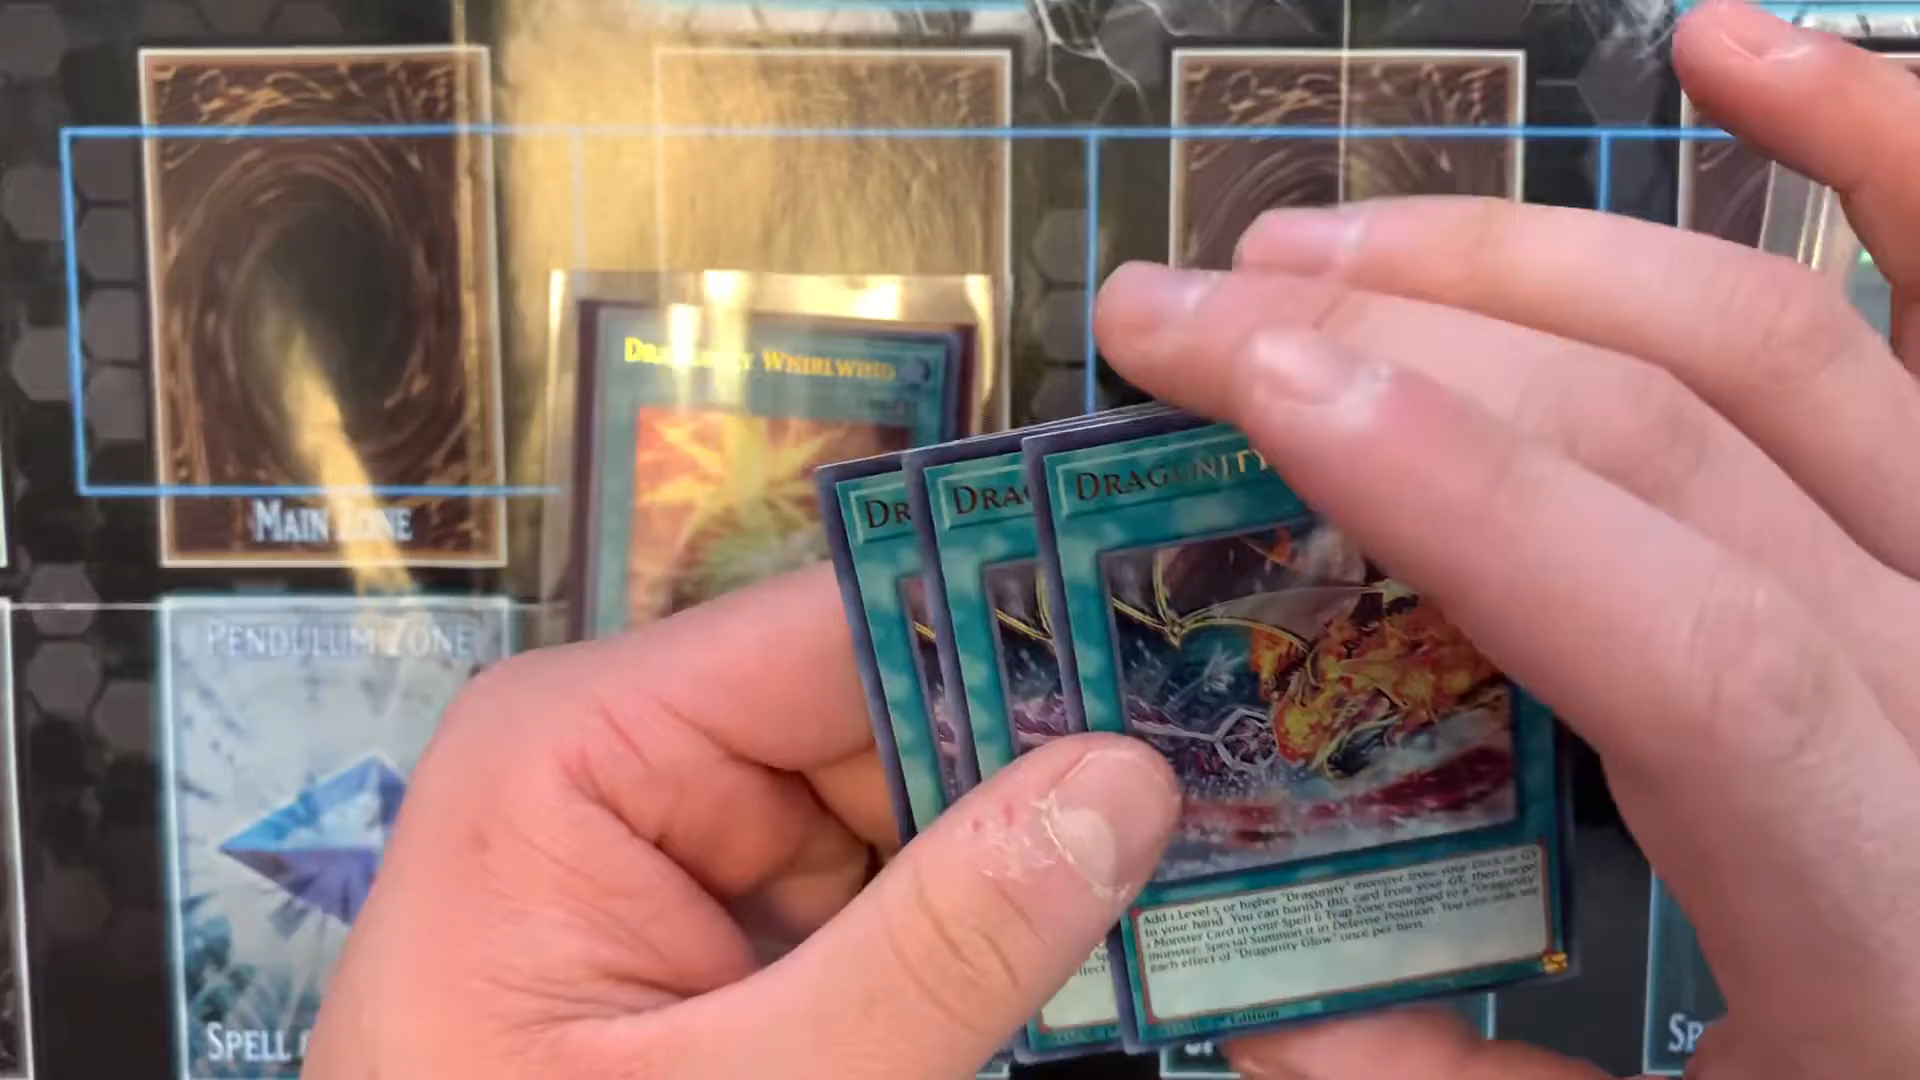 DRAGUNITY WHIRLWIND
MAIN ZONE
PENDULUM ZONE
SPELL
DR
DRA
DRAGUNITY
Add 1 Level 5 or higher "Dragunity" monster from your Deck or GY
to your hand. You can banish this card from your GY, then target
1 Monster Card in your Spell & Trap Zone equipped to a "Dragunity"
monster; Special Summon it in Defense Position. You can only use
each effect of "Dragunity Glow" once per turn.
Edition
SP